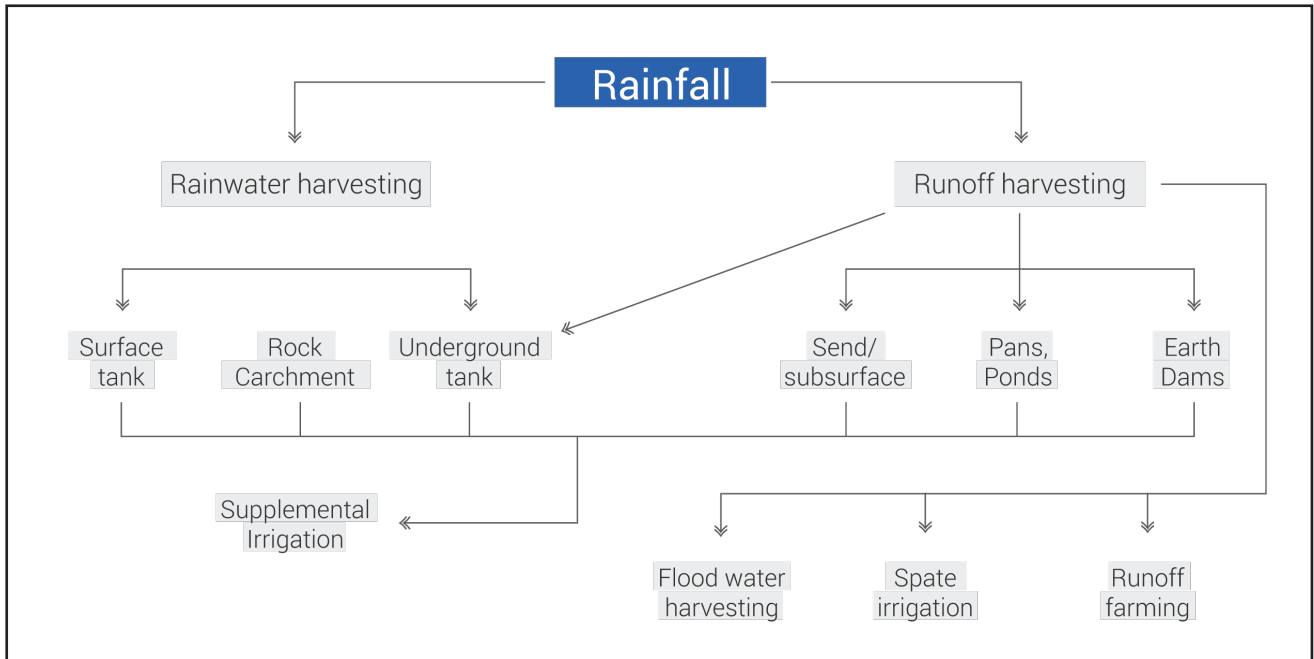 Rainfall
Rainwater harvesting
Runoff harvesting
Surface
tank
Rock
Carchment
Underground
tank
Send/
subsurface
Pans,
Ponds
Earth
Dams
Supplemental
Irrigation
Flood water
harvesting
Spate
irrigation
Runoff
farming